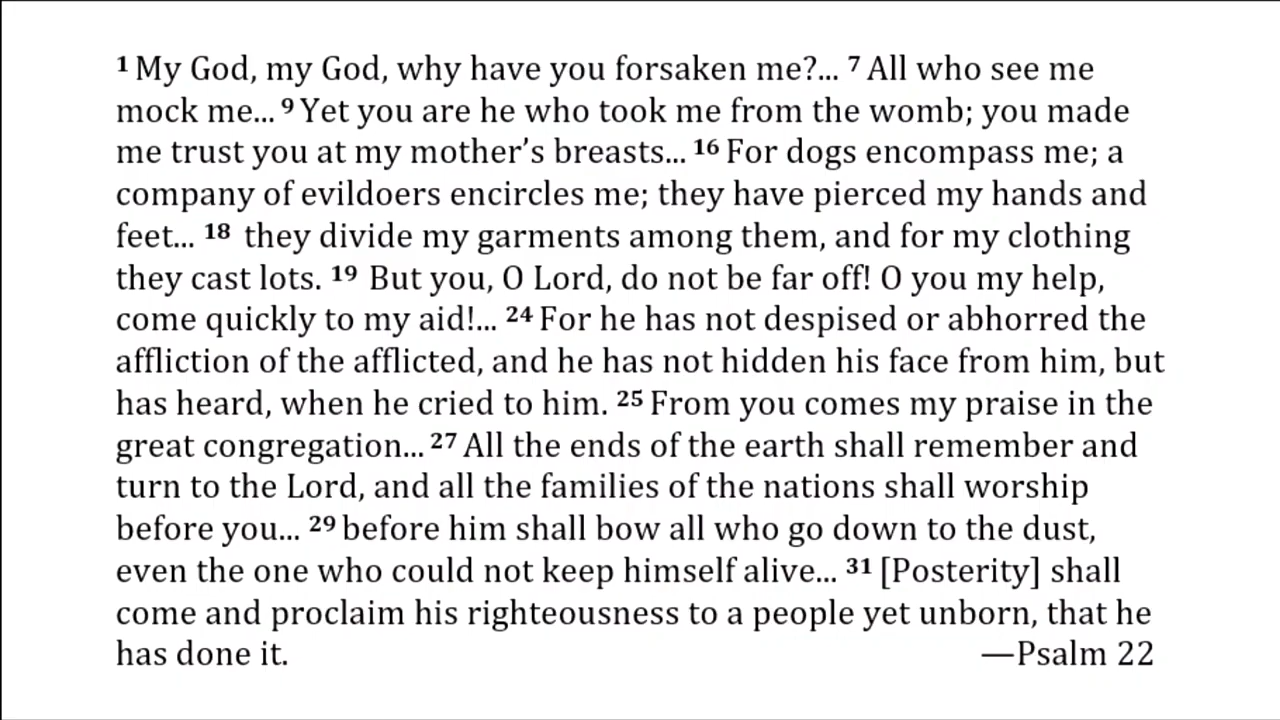 1 My God, my God, why have you forsaken me?... 7 All who see me
mock me... 9 Yet you are he who took me from the womb; you made
me trust you at my mother’s breasts... 16 For dogs encompass me; a
company of evildoers encircles me; they have pierced my hands and
feet... 18 they divide my garments among them, and for my clothing
they cast lots. 19 But you, O Lord, do not be far off! O you my help,
come quickly to my aid!... 24 For he has not despised or abhorred the
affliction of the afflicted, and he has not hidden his face from him, but
has heard, when he cried to him. 25 From you comes my praise in the
great congregation... 27 All the ends of the earth shall remember and
turn to the Lord, and all the families of the nations shall worship
before you... 29 before him shall bow all who go down to the dust,
even the one who could not keep himself alive... 31 [Posterity] shall
come and proclaim his righteousness to a people yet unborn, that he
has done it. —Psalm 22